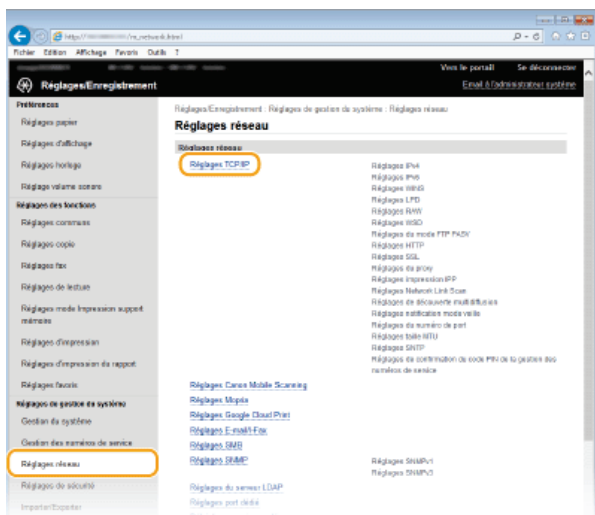 Fichier Edition Affichage Favoris Outils ?
Vers le portail Se déconnecter
Réglages/Enregistrement
Email à l'administrateur système
Préférences
Réglages papier
Réglages d'affichage
Réglages horloge
Réglage volume sonore
Réglages des fonctions
Réglages communs
Réglages copie
Réglages fax
Réglages de lecture
Réglages mode Impression support
mémoire
Réglages d'impression
Réglages d'impression du rapport
Réglages favoris
Réglages de gestion du système
Gestion du système
Gestion des numéros de service
Réglages réseau
Réglages de sécurité
Importer/Exporter
Réglages/Enregistrement : Réglages de gestion du système : Réglages réseau
Réglages réseau
Réglages réseau
Réglages TCP/IP
Réglages IPv4
Réglages IPv6
Réglages WINS
Réglages LPD
Réglages RAW
Réglages WSD
Réglages du mode FTP PASV
Réglages HTTP
Réglages SSL
Réglages du proxy
Réglages impression IPP
Réglages Network Link Scan
Réglages de découverte multidiffusion
Réglages notification mode veille
Réglages du numéro de port
Réglages taille MTU
Réglages SNTP
Réglages de confirmation du code PIN de la gestion des
numéros de service
Réglages Canon Mobile Scanning
Réglages Mopria
Réglages Google Cloud Print
Réglages E-mail/I-Fax
Réglages SMB
Réglages SNMP
Réglages SNMPv1
Réglages SNMPv3
Réglages du serveur LDAP
Réglages port dédié